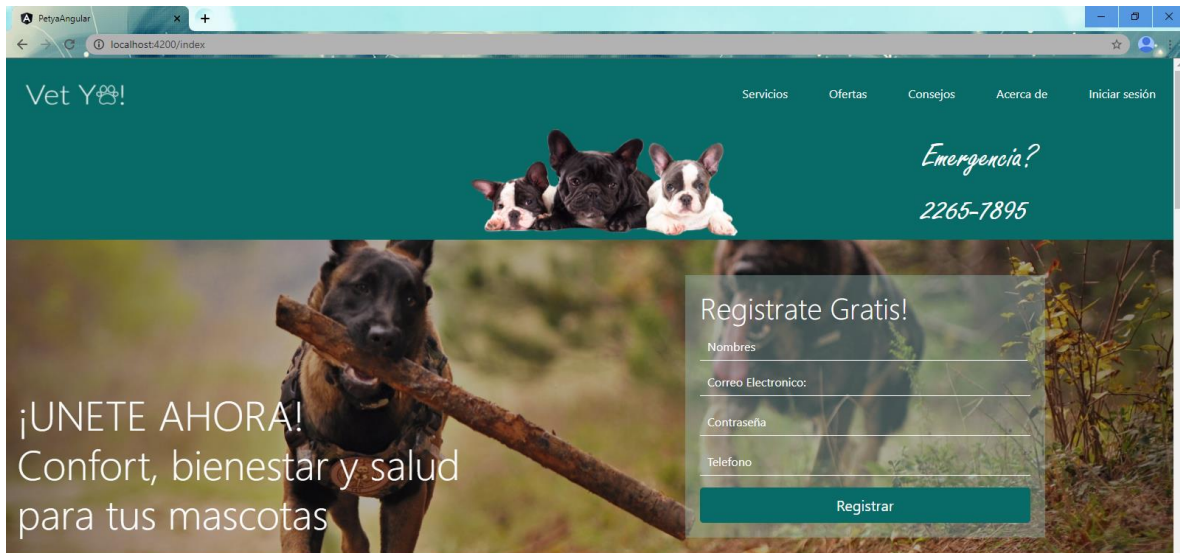 PetyaAngular
localhost:4200/index
Vet Ya!
Servicios Ofertas Consejos Acerca de Iniciar sesión
Emergencia?
2265-7895
Registrate Gratis!
Nombres
Correo Electronico:
Contraseña
Telefono
Registrar
¡UNETE AHORA!
Confort, bienestar y salud
para tus mascotas